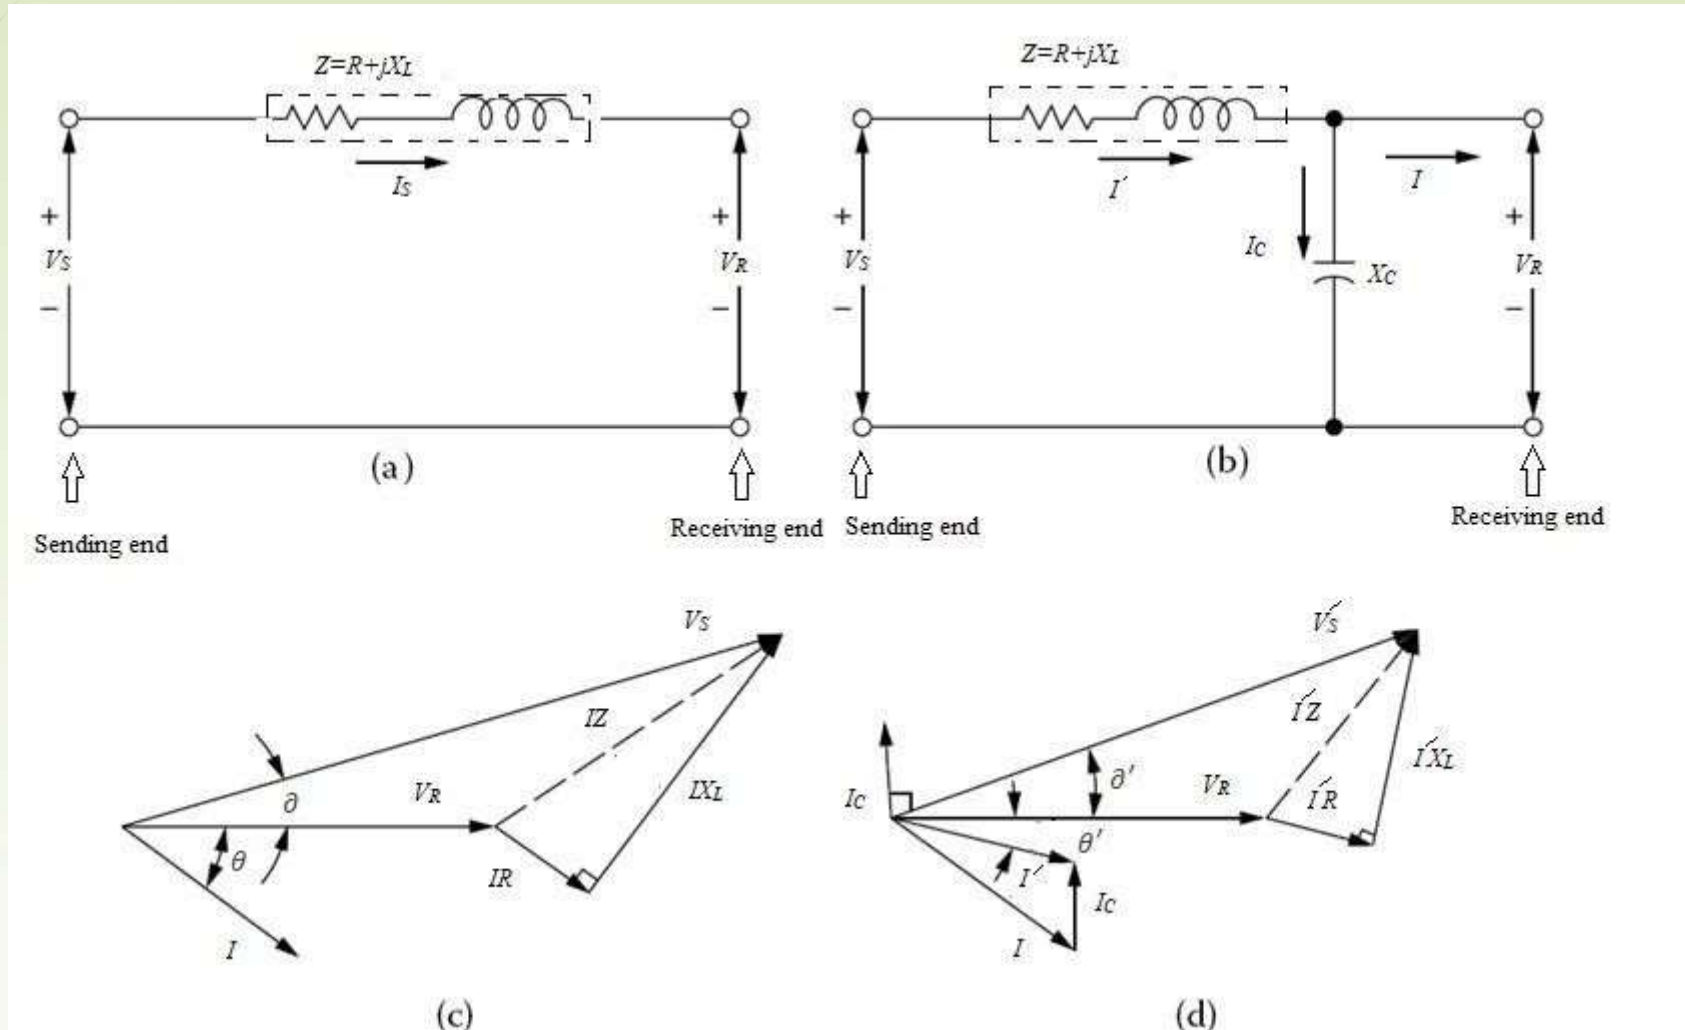 Z=R+jXL
IS
+
VS
−
+
VR
−
(a)
Sending end
Receiving end
Z=R+jXL
I′
I
IC
XC
+
VS
−
+
VR
−
(b)
Sending end
Receiving end
VS
IZ
IXL
VR
∂
θ
IR
I
(c)
V′S
I′Z
I′XL
∂′
VR
I′R
IC
θ′
I′
IC
I
(d)